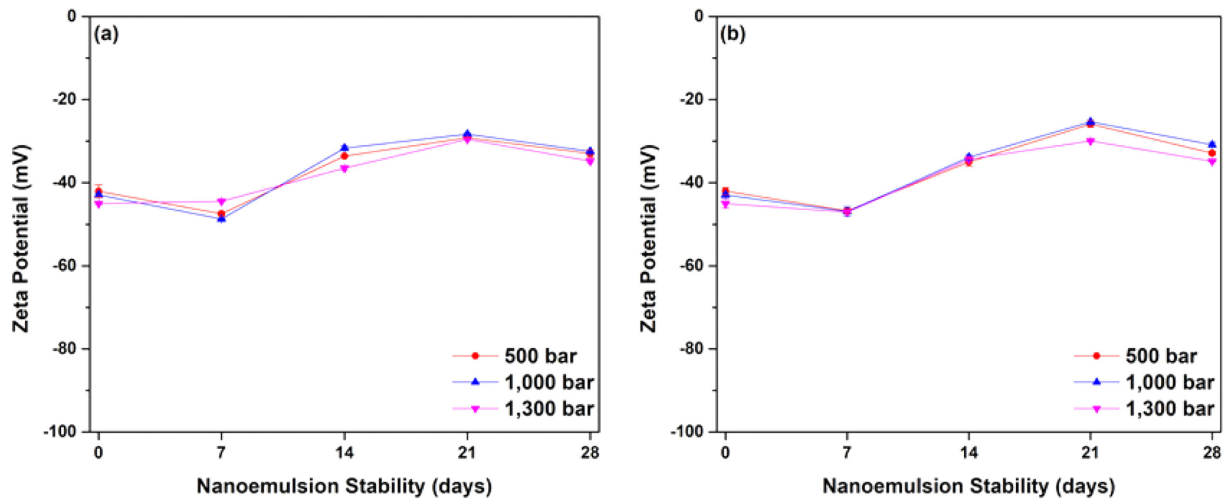 (a)
0
-20
-40
-60
-80
-100
Zeta Potential (mV)
500 bar
1,000 bar
1,300 bar
0 7 14 21 28
Nanoemulsion Stability (days)
(b)
0
-20
-40
-60
-80
-100
Zeta Potential (mV)
500 bar
1,000 bar
1,300 bar
0 7 14 21 28
Nanoemulsion Stability (days)